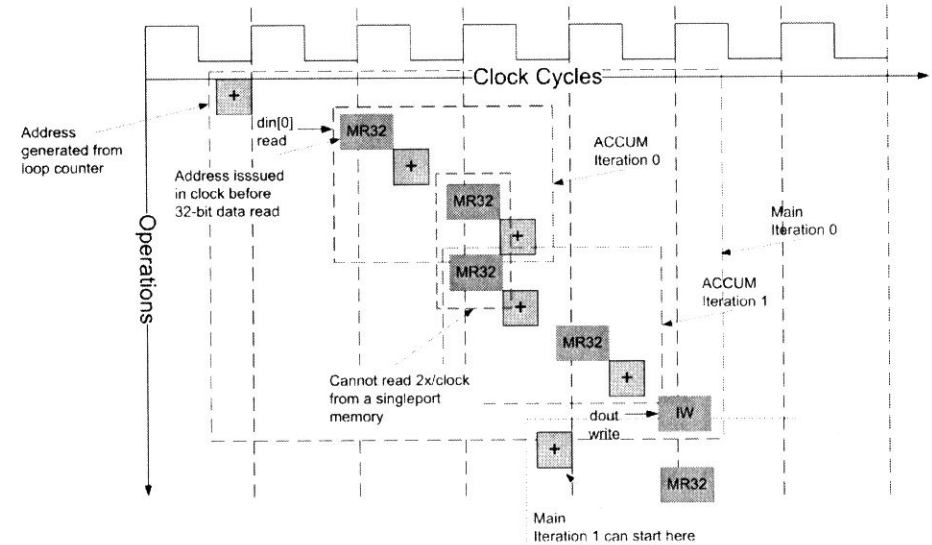 Clock Cycles
+
Address
generated from
loop counter
din[0]
read
MR32
+
ACCUM
Iteration 0
Address isssued
in clock before
32-bit data read
MR32
+
Main
Iteration 0
Operations
MR32
+
ACCUM
Iteration 1
MR32
+
Cannot read 2x/clock
from a singleport
memory
dout
write
IW
+
MR32
Main
Iteration 1 can start here